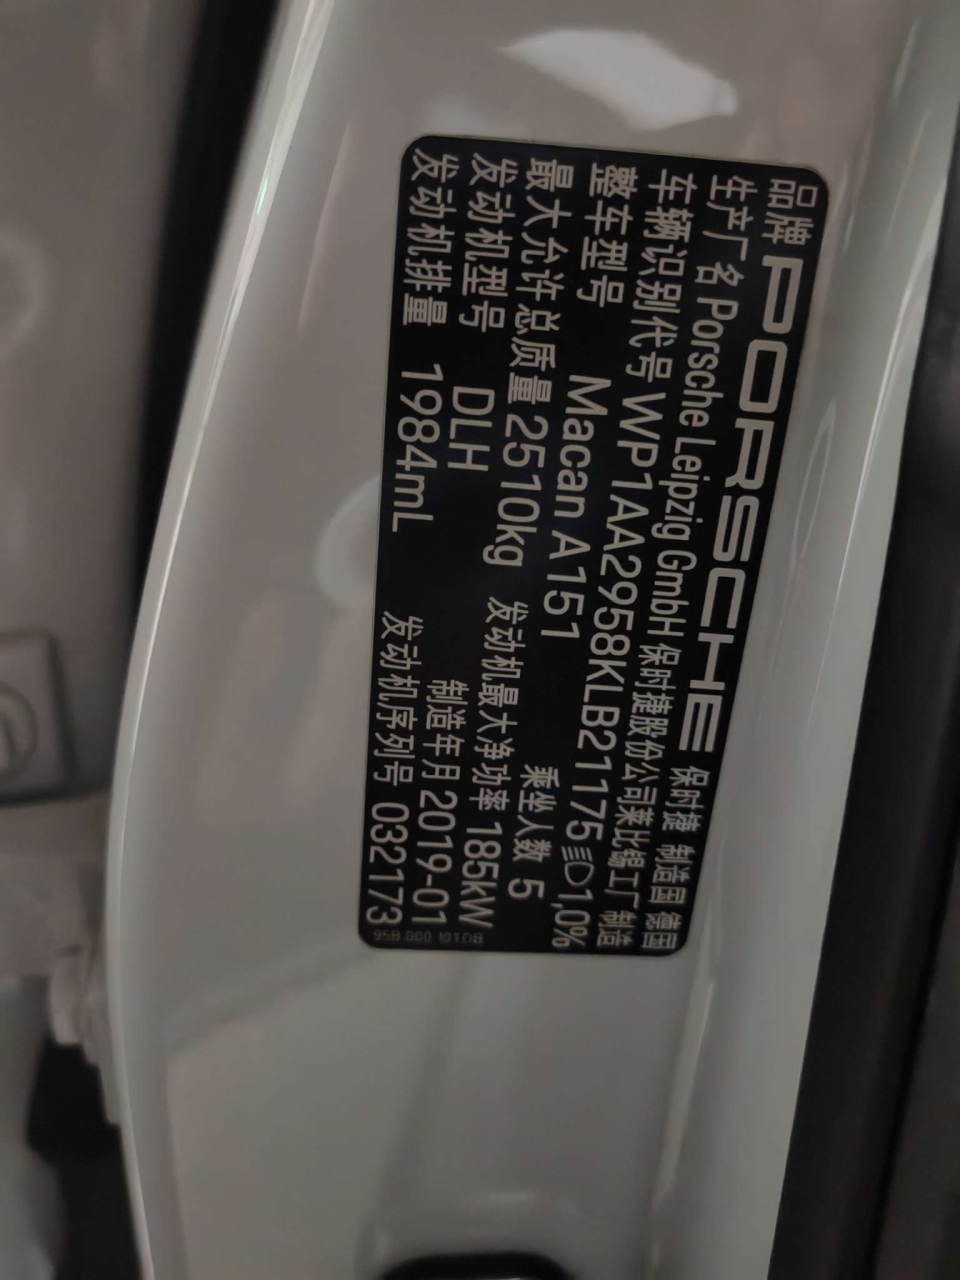 品牌 PORSCHE 保时捷 制造国 德国
生产厂名 Porsche Leipzig GmbH 保时捷股份公司莱比锡工厂 制造
车辆识别代号 WP1AA2958KLB21175 1,0%
整车型号 Macan A151 乘坐人数 5
最大允许总质量 2510kg 发动机最大净功率 185kW
发动机型号 DLH 制造年月 2019-01
发动机排量 1984mL 发动机序列号 032173
95B 000 101 DB